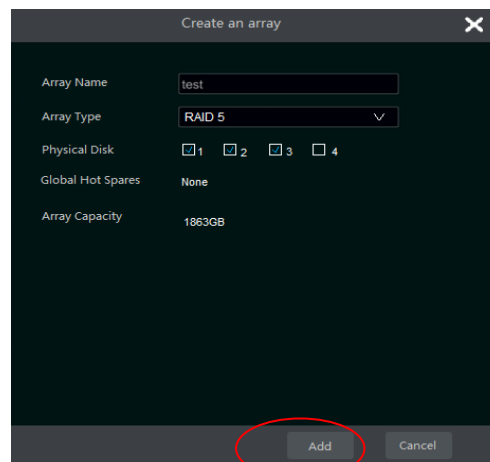 Create an array
Array Name test
Array Type RAID 5
Physical Disk 1 2 3 4
Global Hot Spares None
Array Capacity 1863GB
Add Cancel